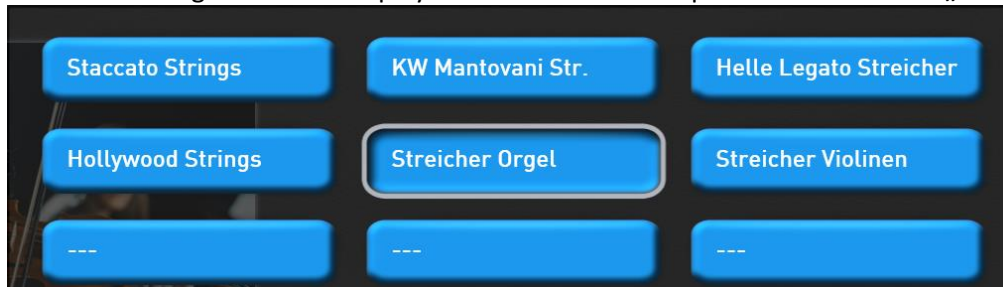 Staccato Strings
KW Mantovani Str.
Helle Legato Streicher
Hollywood Strings
Streicher Orgel
Streicher Violinen
---
---
---